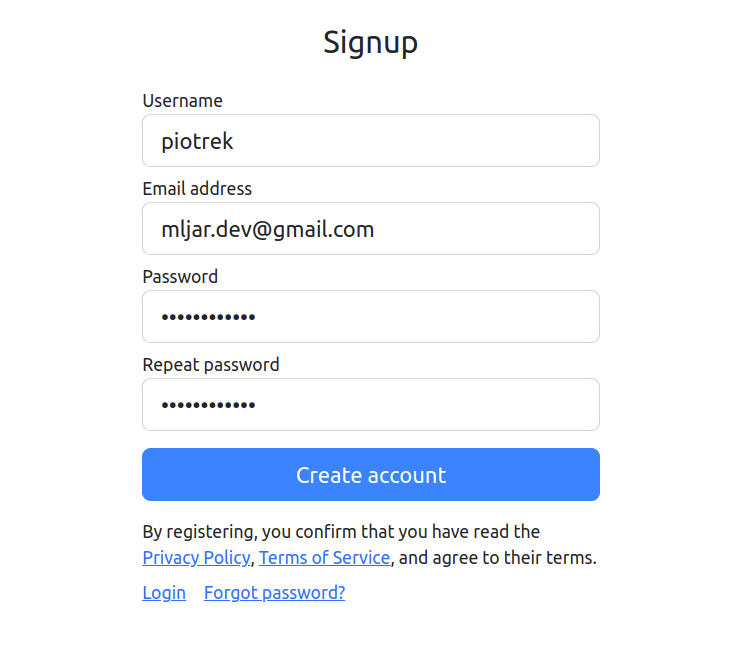 Signup
Username
piotrek
Email address
mljar.dev@gmail.com
Password
••••••••••••
Repeat password
••••••••••••
Create account
By registering, you confirm that you have read the
Privacy Policy, Terms of Service, and agree to their terms.
Login Forgot password?